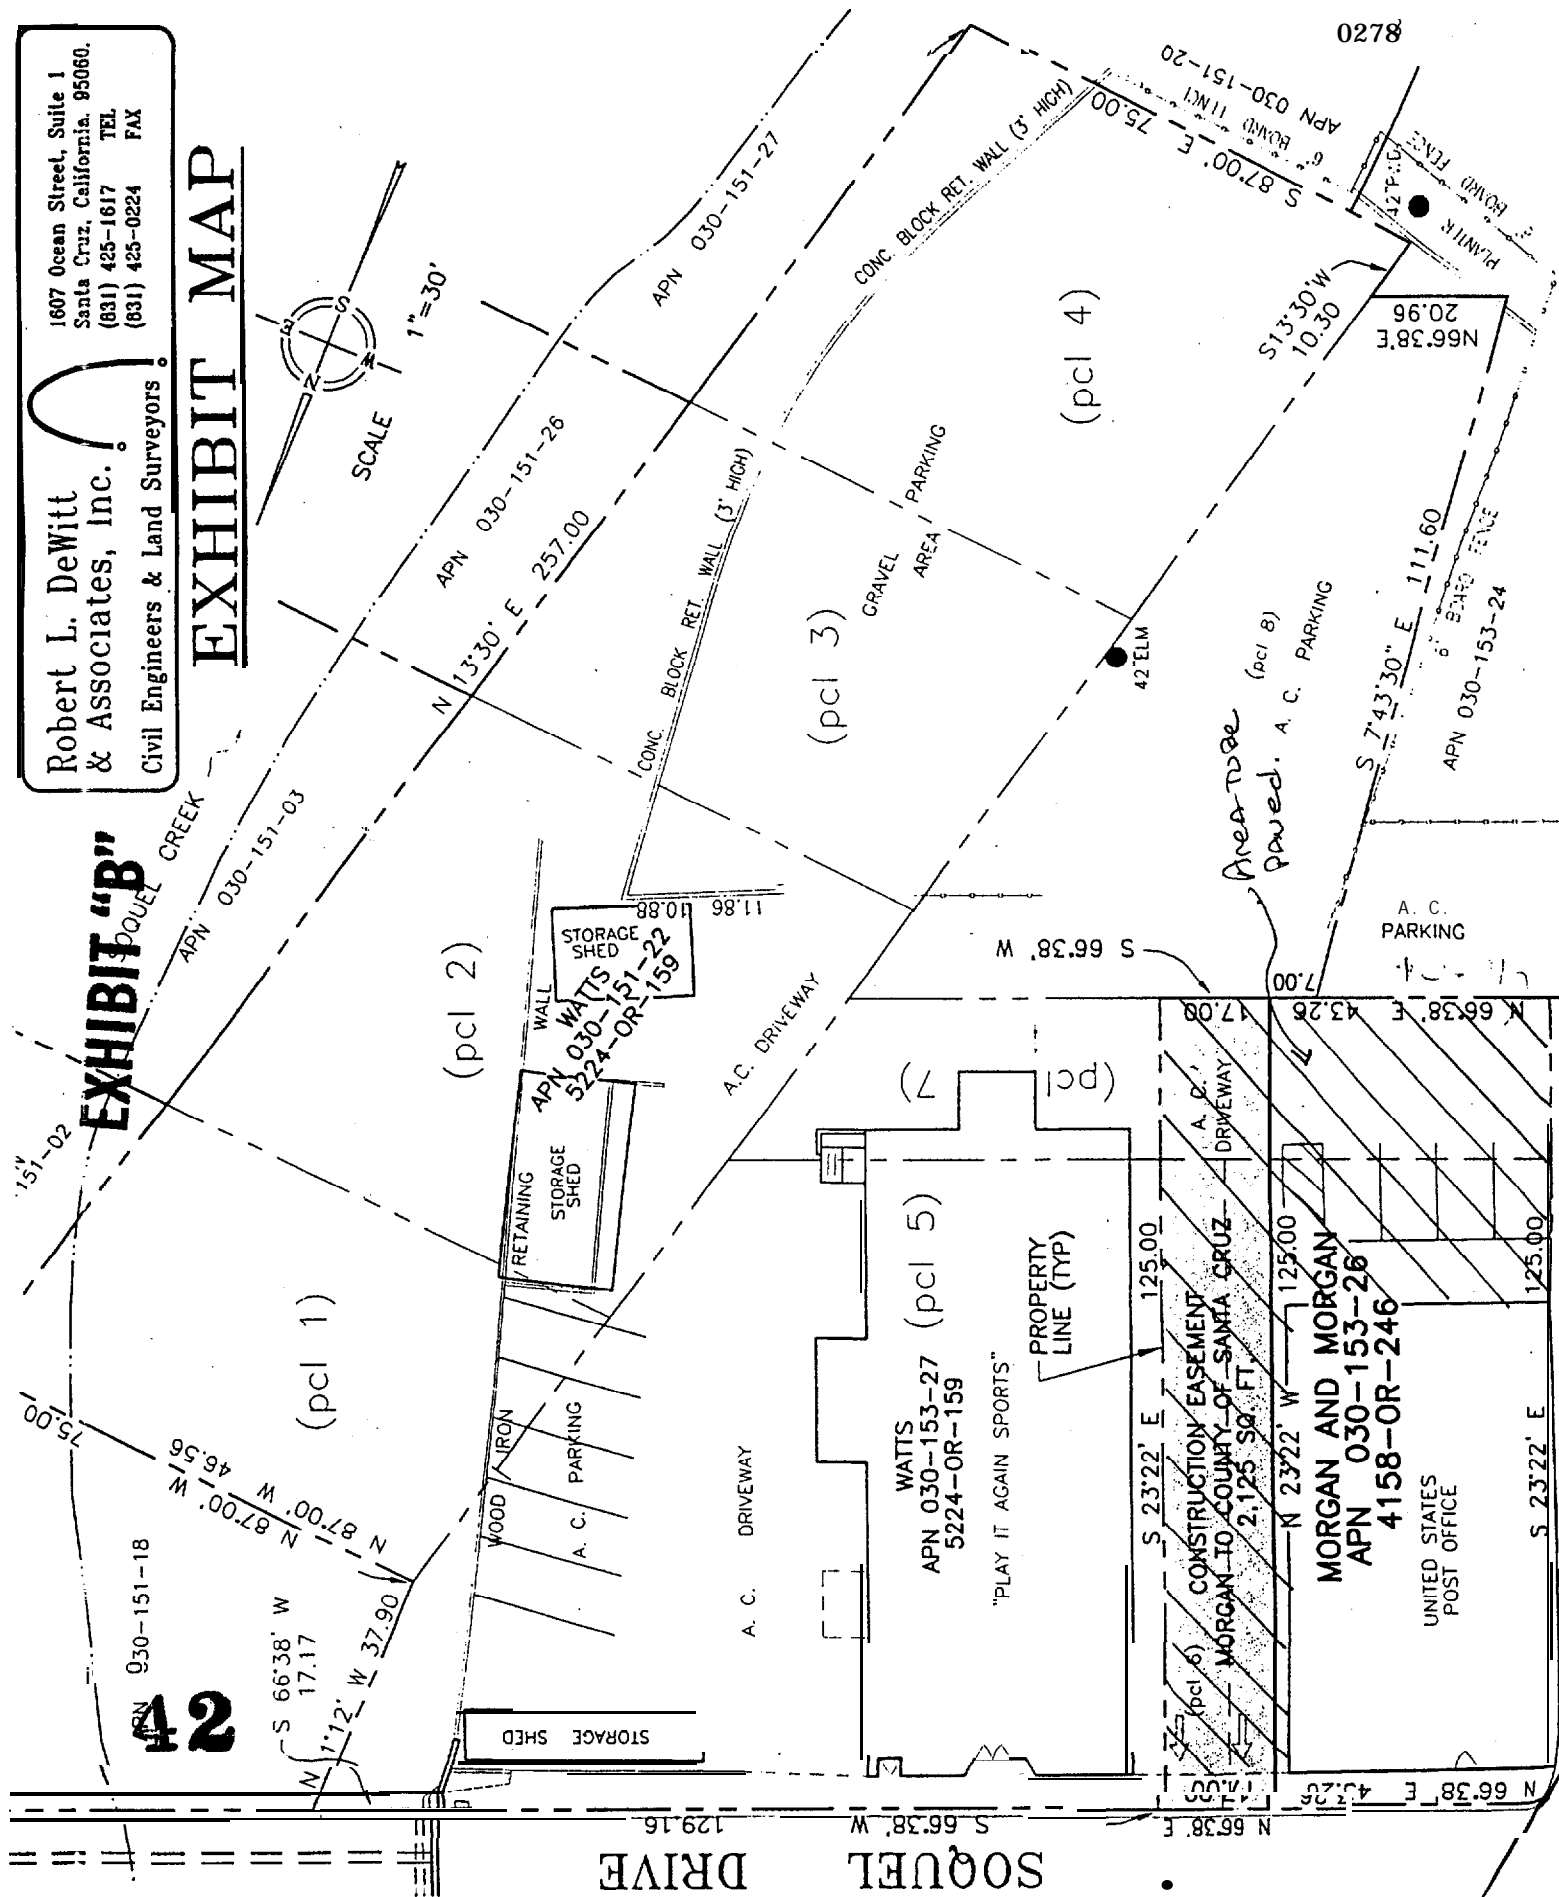 0278
Robert L. DeWitt
& Associates, Inc.
Civil Engineers & Land Surveyors
1607 Ocean Street, Suite 1
Santa Cruz, California. 95060.
(831) 425-1617 TEL
(831) 425-0224 FAX
EXHIBIT MAP
EXHIBIT "B"
N
E
S
W
SCALE
1"=30'
SOQUEL CREEK
APN 030-151-03
APN 030-151-26
APN 030-151-27
APN 030-151-20
151-02
N 13°30' E 257.00
CONC. BLOCK RET. WALL (3' HIGH)
CONC. BLOCK RET. WALL (3' HIGH)
75.00
S 87°00' E
6' BOARD
PLANTER
BOARD FENCE
S13°30'W
10.30
N66°38'E
20.96
(pcl 4)
(pcl 3)
(pcl 2)
(pcl 1)
GRAVEL PARKING
AREA
42"ELM
(pcl 8)
A. C. PARKING
Area to be
paved.
S 7°43'30" E 111.60
6' BOARD FENCE
APN 030-153-24
A. C.
PARKING
STORAGE
SHED
10.88
11.86
WATTS
APN 030-151-22
5224-OR-159
WALL
RETAINING
STORAGE
SHED
A.C. DRIVEWAY
S 66°38' W
7.00
17.00
43.26
N 66°38' E
(pcl 7)
(pcl 5)
A. C.
DRIVEWAY
PROPERTY
LINE (TYP)
125.00
125.00
125.00
WATTS
APN 030-153-27
5224-OR-159
"PLAY IT AGAIN SPORTS"
S 23°22' E
CONSTRUCTION EASEMENT
MORGAN TO COUNTY OF SANTA CRUZ
2,125 SQ. FT.
N 23°22' W
(pcl 6)
MORGAN AND MORGAN
APN 030-153-26
4158-OR-246
UNITED STATES
POST OFFICE
S 23°22' E
75.00
46.56
N 87°00' W
N 87°00' W
WOOD
IRON
A. C. PARKING
A. C. DRIVEWAY
APN 030-151-18
42
S 66°38' W
17.17
N 1°12' W 37.90
STORAGE SHED
S 66°38' W 129.16
N 66°38' E
N 66°38' E
SOQUEL DRIVE